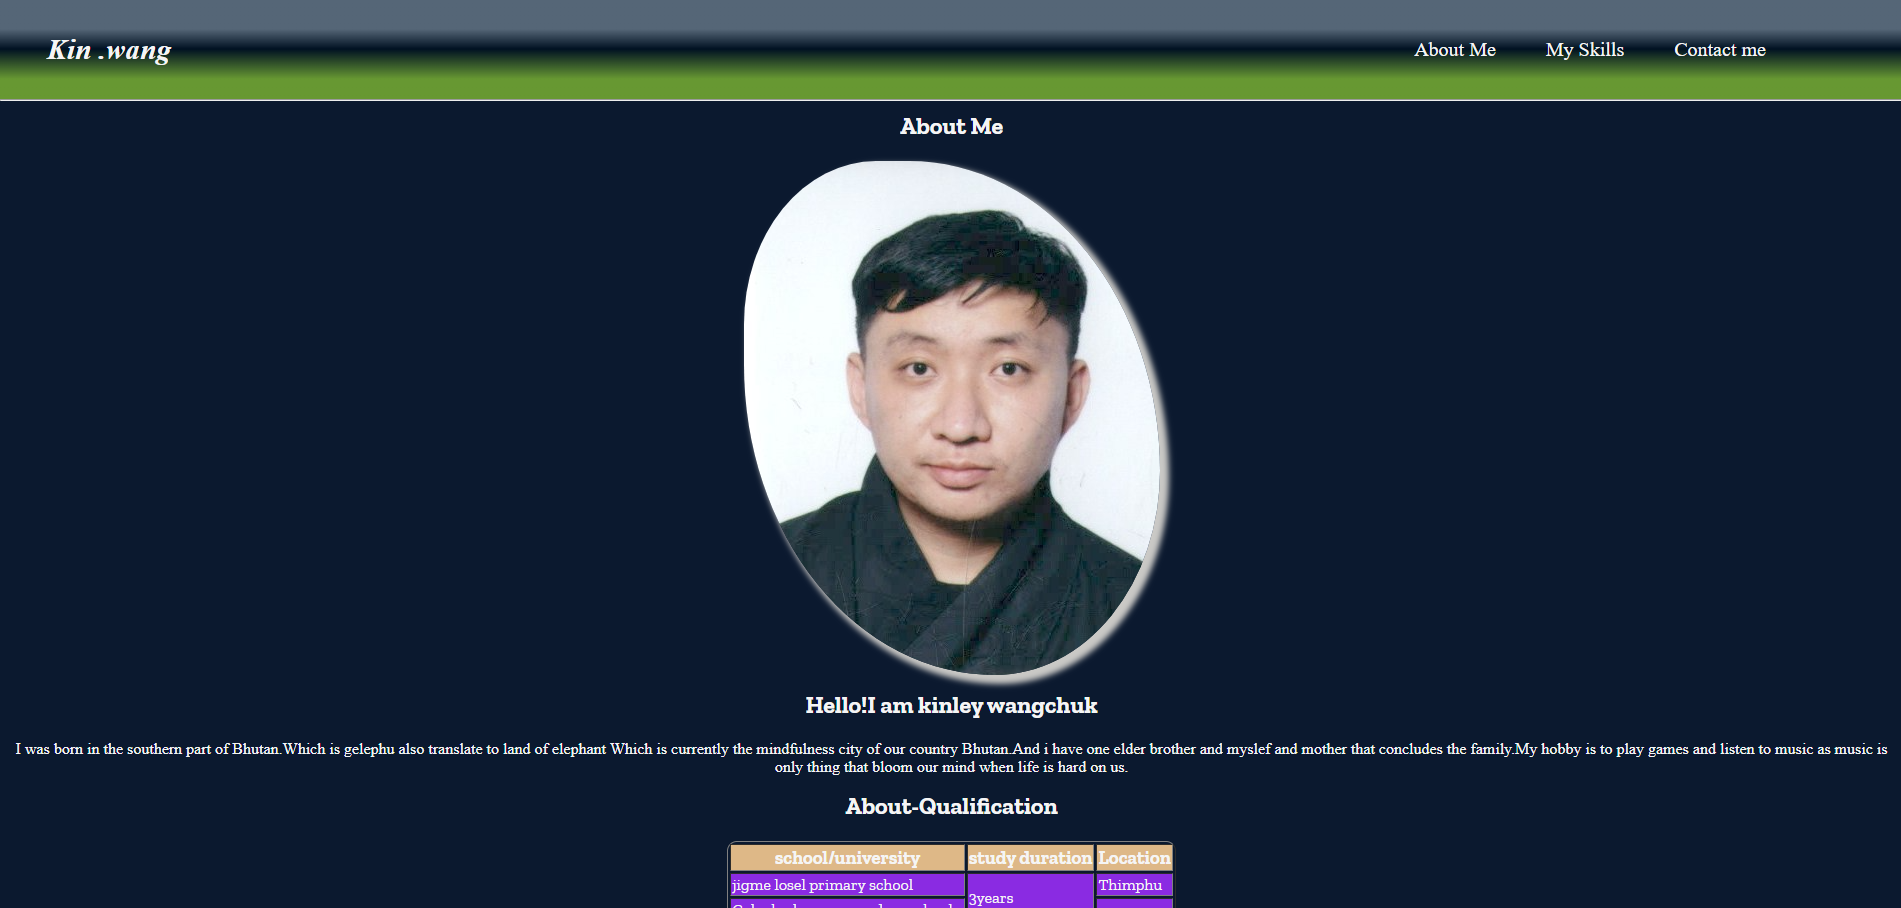 Kin .wang
About Me My Skills Contact me
About Me
Hello!I am kinley wangchuk
I was born in the southern part of Bhutan.Which is gelephu also translate to land of elephant Which is currently the mindfulness city of our country Bhutan.And i have one elder brother and myslef and mother that concludes the family.My hobby is to play games and listen to music as music is
only thing that bloom our mind when life is hard on us.
About-Qualification
school/university study duration Location
jigme losel primary school Thimphu
3years